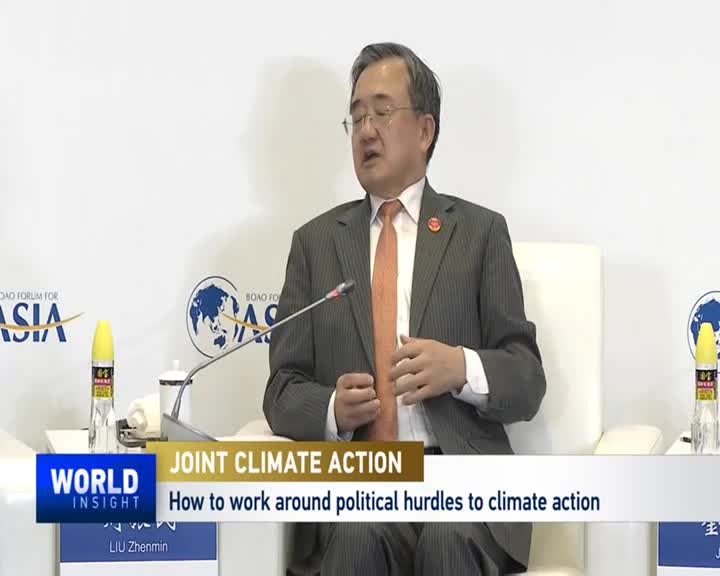 BOAO FORUM FOR
ASIA
BOAO FO
ASIA
JOINT CLIMATE ACTION
WORLD
INSIGHT
How to work around political hurdles to climate action
LIU Zhenmin